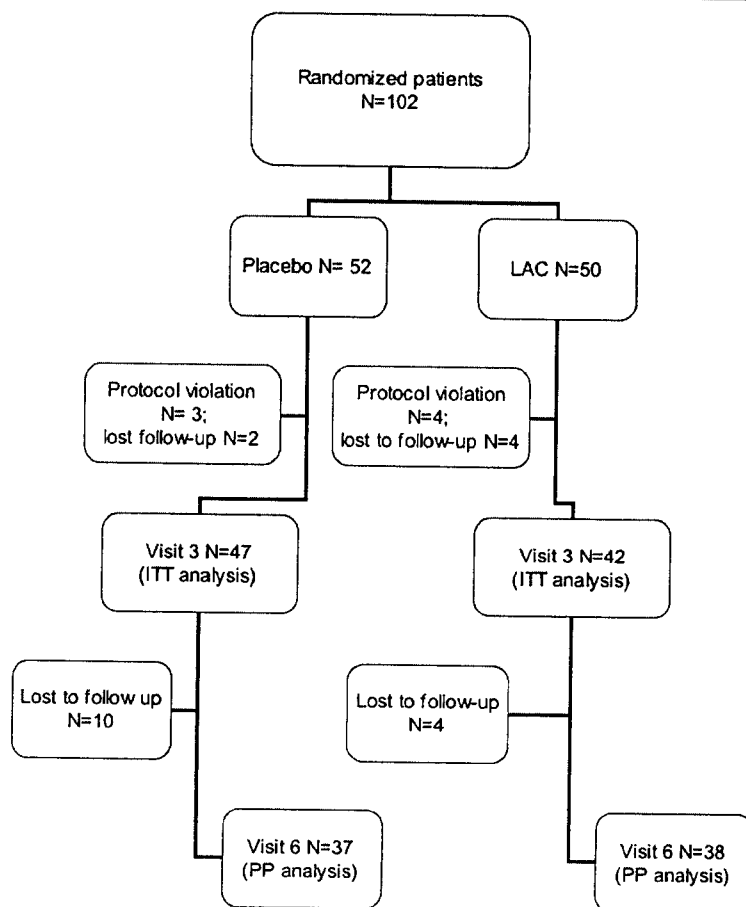 Randomized patients
N=102
Placebo N= 52
LAC N=50
Protocol violation
N= 3;
lost follow-up N=2
Protocol violation
N=4;
lost to follow-up N=4
Visit 3 N=47
(ITT analysis)
Visit 3 N=42
(ITT analysis)
Lost to follow up
N=10
Lost to follow-up
N=4
Visit 6 N=37
(PP analysis)
Visit 6 N=38
(PP analysis)